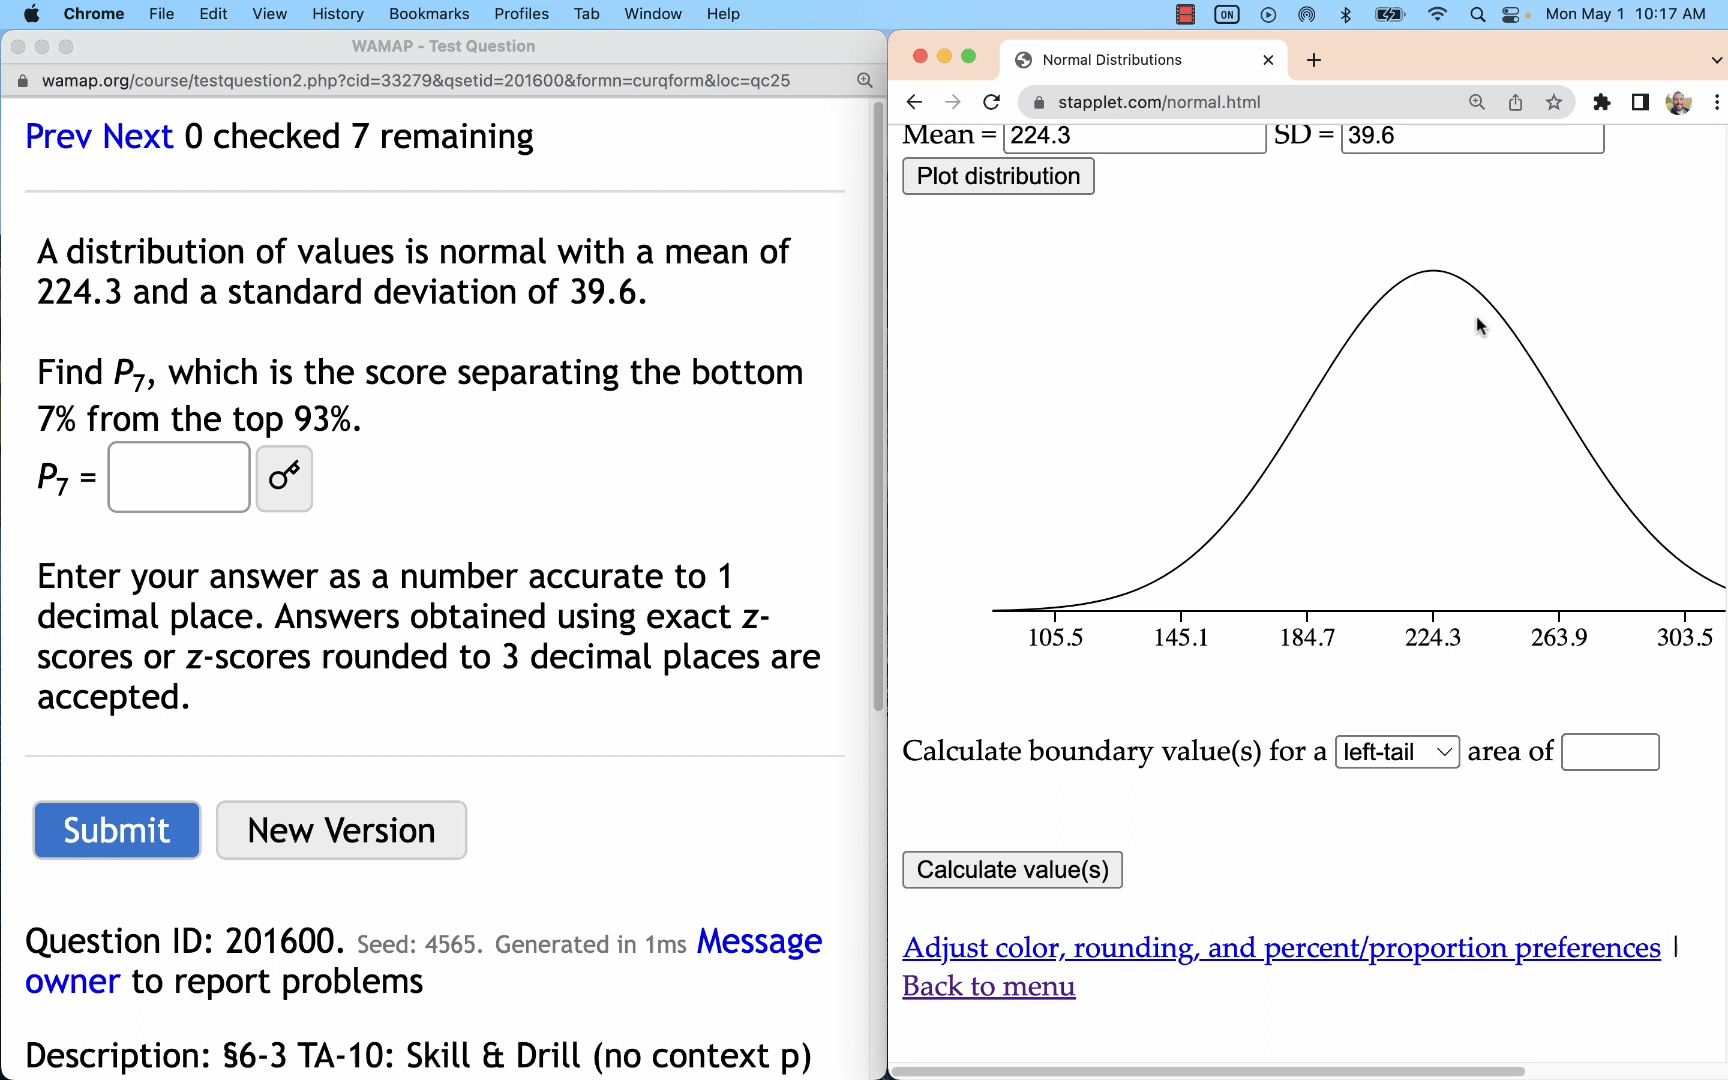 Chrome File Edit View History Bookmarks Profiles Tab Window Help ON Mon May 1 10:17 AM
WAMAP - Test Question
wamap.org/course/testquestion2.php?cid=33279&qsetid=201600&formn=curqform&loc=qc25
Prev Next 0 checked 7 remaining
A distribution of values is normal with a mean of
224.3 and a standard deviation of 39.6.
Find P7, which is the score separating the bottom
7% from the top 93%.
P7 =
Enter your answer as a number accurate to 1
decimal place. Answers obtained using exact z-
scores or z-scores rounded to 3 decimal places are
accepted.
Submit New Version
Question ID: 201600. Seed: 4565. Generated in 1ms Message
owner to report problems
Description: §6-3 TA-10: Skill & Drill (no context p)
Normal Distributions
stapplet.com/normal.html
Mean = 224.3 SD = 39.6
Plot distribution
105.5 145.1 184.7 224.3 263.9 303.5
Calculate boundary value(s) for a left-tail area of
Calculate value(s)
Adjust color, rounding, and percent/proportion preferences |
Back to menu